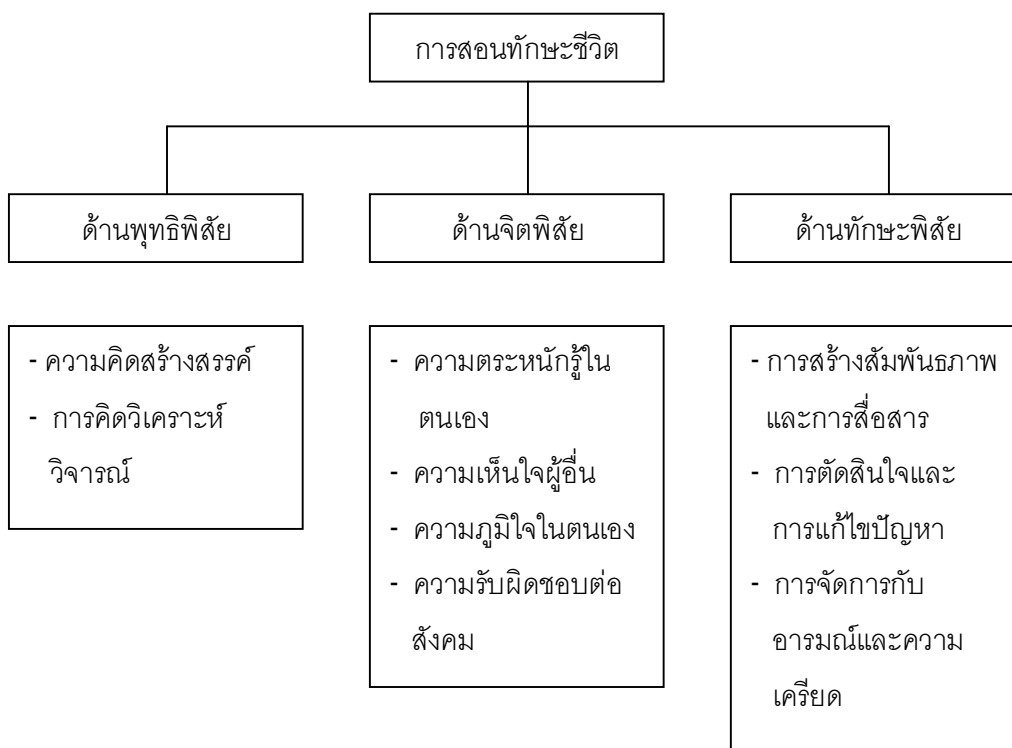 การสอนทักษะชีวิต
ด้านพุทธิพิสัย
ด้านจิตพิสัย
ด้านทักษะพิสัย
- ความคิดสร้างสรรค์
- การคิดวิเคราะห์
วิจารณ์
- ความตระหนักรู้ใน
ตนเอง
- ความเห็นใจผู้อื่น
- ความภูมิใจในตนเอง
- ความรับผิดชอบต่อ
สังคม
- การสร้างสัมพันธภาพ
และการสื่อสาร
- การตัดสินใจและ
การแก้ไขปัญหา
- การจัดการกับ
อารมณ์และความ
เครียด